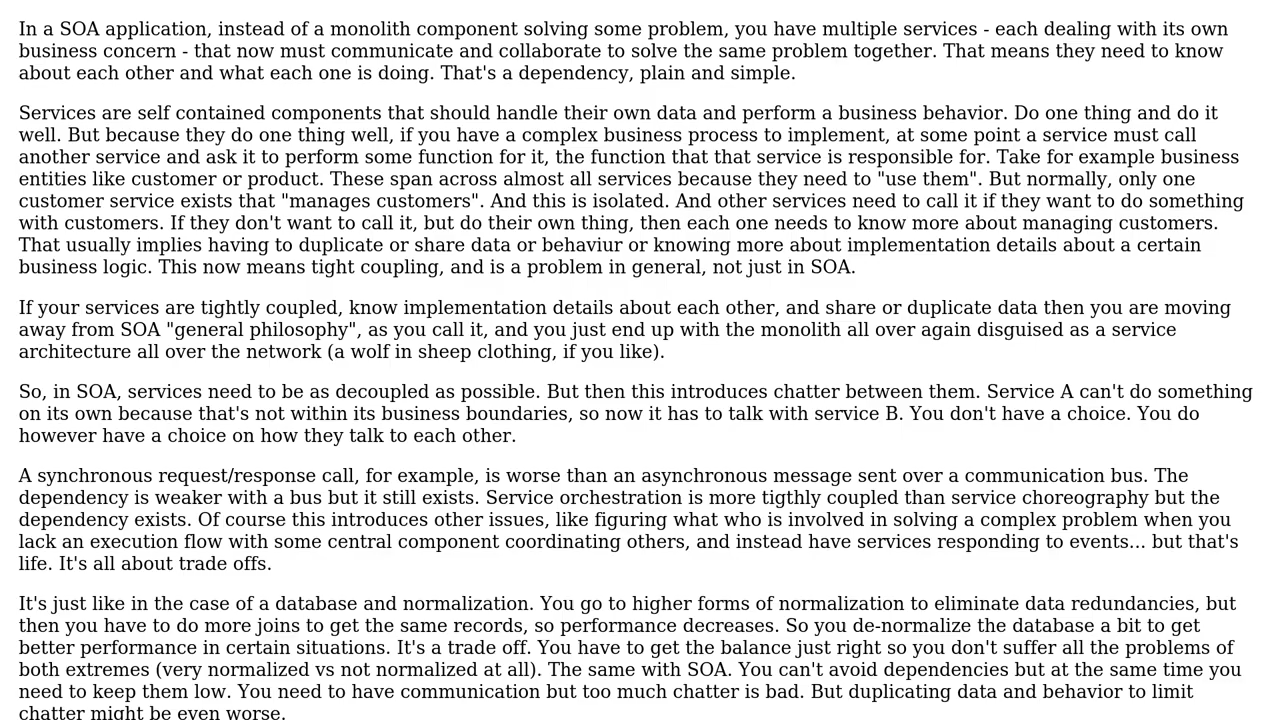 In a SOA application, instead of a monolith component solving some problem, you have multiple services - each dealing with its own
business concern - that now must communicate and collaborate to solve the same problem together. That means they need to know
about each other and what each one is doing. That's a dependency, plain and simple.
Services are self contained components that should handle their own data and perform a business behavior. Do one thing and do it
well. But because they do one thing well, if you have a complex business process to implement, at some point a service must call
another service and ask it to perform some function for it, the function that that service is responsible for. Take for example business
entities like customer or product. These span across almost all services because they need to "use them". But normally, only one
customer service exists that "manages customers". And this is isolated. And other services need to call it if they want to do something
with customers. If they don't want to call it, but do their own thing, then each one needs to know more about managing customers.
That usually implies having to duplicate or share data or behaviur or knowing more about implementation details about a certain
business logic. This now means tight coupling, and is a problem in general, not just in SOA.
If your services are tightly coupled, know implementation details about each other, and share or duplicate data then you are moving
away from SOA "general philosophy", as you call it, and you just end up with the monolith all over again disguised as a service
architecture all over the network (a wolf in sheep clothing, if you like).
So, in SOA, services need to be as decoupled as possible. But then this introduces chatter between them. Service A can't do something
on its own because that's not within its business boundaries, so now it has to talk with service B. You don't have a choice. You do
however have a choice on how they talk to each other.
A synchronous request/response call, for example, is worse than an asynchronous message sent over a communication bus. The
dependency is weaker with a bus but it still exists. Service orchestration is more tigthly coupled than service choreography but the
dependency exists. Of course this introduces other issues, like figuring what who is involved in solving a complex problem when you
lack an execution flow with some central component coordinating others, and instead have services responding to events... but that's
life. It's all about trade offs.
It's just like in the case of a database and normalization. You go to higher forms of normalization to eliminate data redundancies, but
then you have to do more joins to get the same records, so performance decreases. So you de-normalize the database a bit to get
better performance in certain situations. It's a trade off. You have to get the balance just right so you don't suffer all the problems of
both extremes (very normalized vs not normalized at all). The same with SOA. You can't avoid dependencies but at the same time you
need to keep them low. You need to have communication but too much chatter is bad. But duplicating data and behavior to limit
chatter might be even worse.